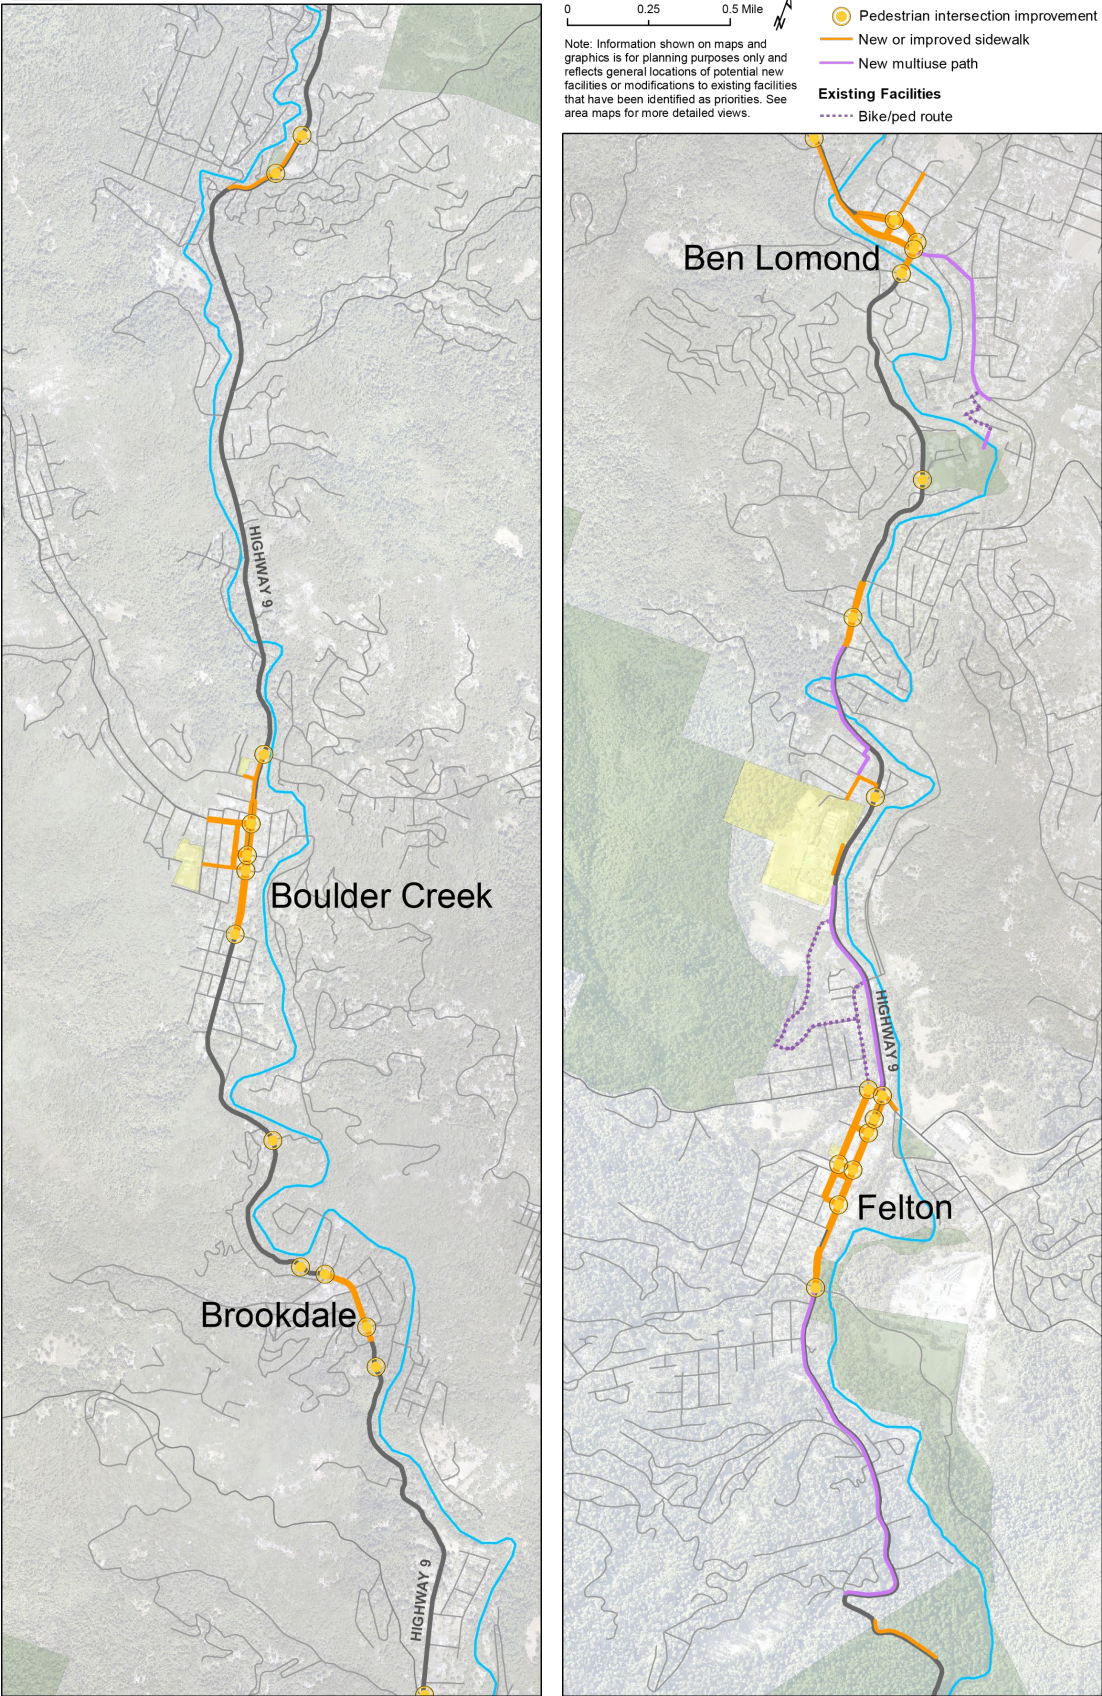 0 0.25 0.5 Mile
Note: Information shown on maps and
graphics is for planning purposes only and
reflects general locations of potential new
facilities or modifications to existing facilities
that have been identified as priorities. See
area maps for more detailed views.
Pedestrian intersection improvement
New or improved sidewalk
New multiuse path
Existing Facilities
Bike/ped route
HIGHWAY 9
Boulder Creek
Brookdale
HIGHWAY 9
Ben Lomond
HIGHWAY 9
Felton